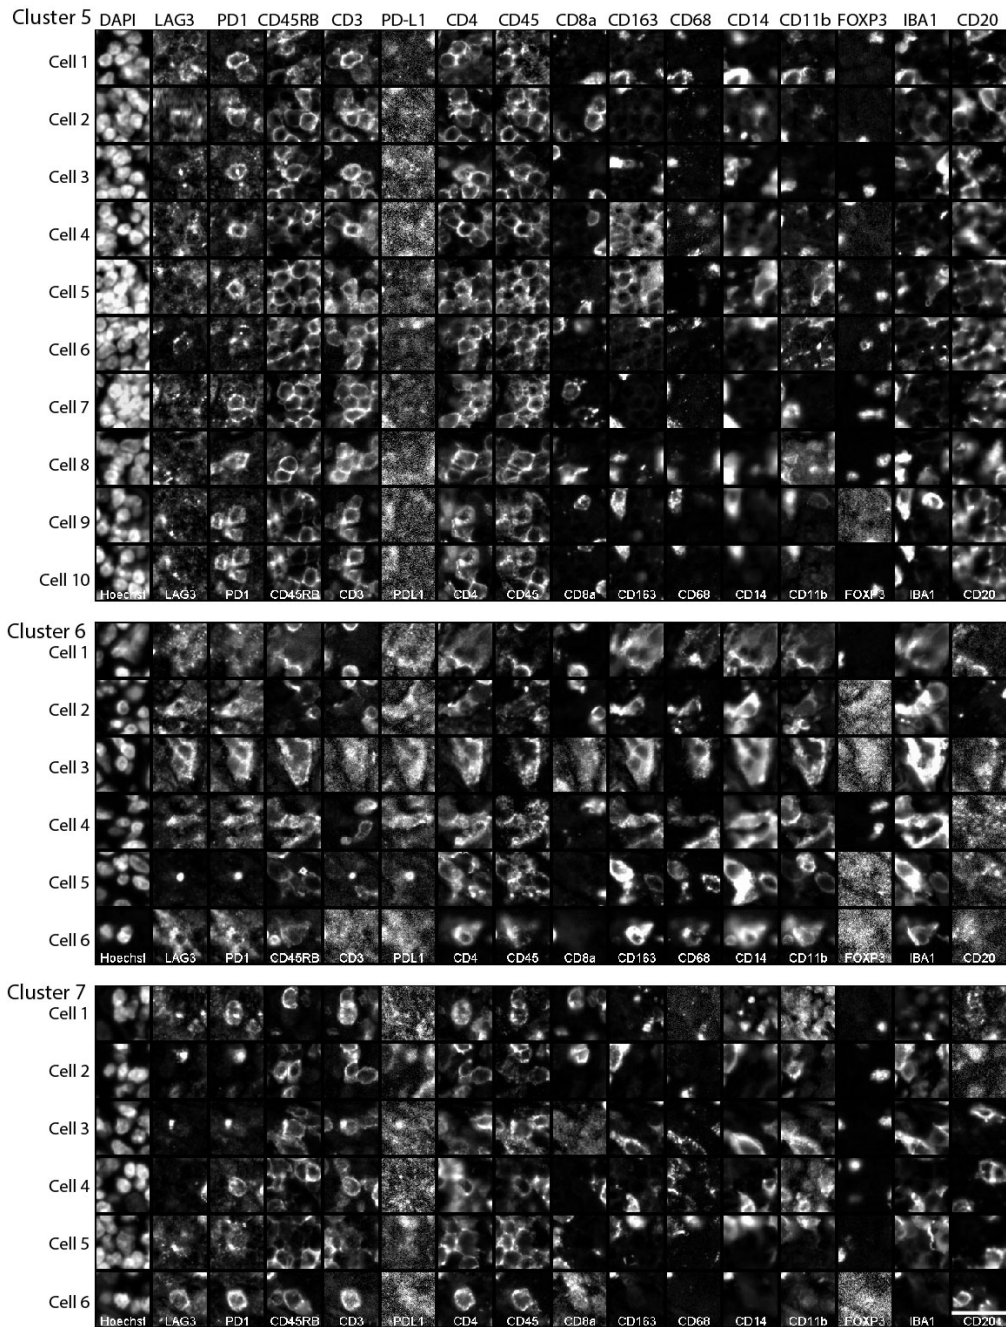 Cluster 5 DAPI LAG3 PD1 CD45RB CD3 PD-L1 CD4 CD45 CD8a CD163 CD68 CD14 CD11b FOXP3 IBA1 CD20
Cell 1
Cell 2
Cell 3
Cell 4
Cell 5
Cell 6
Cell 7
Cell 8
Cell 9
Cell 10
Hoechst LAG3 PD1 CD45RB CD3 PDL1 CD4 CD45 CD8a CD163 CD68 CD14 CD11b FOXP3 IBA1 CD20
Cluster 6
Cell 1
Cell 2
Cell 3
Cell 4
Cell 5
Cell 6
Hoechst LAG3 PD1 CD45RB CD3 PDL1 CD4 CD45 CD8a CD163 CD68 CD14 CD11b FOXP3 IBA1 CD20
Cluster 7
Cell 1
Cell 2
Cell 3
Cell 4
Cell 5
Cell 6
Hoechst LAG3 PD1 CD45RB CD3 PDL1 CD4 CD45 CD8a CD163 CD68 CD14 CD11b FOXP3 IBA1 CD20